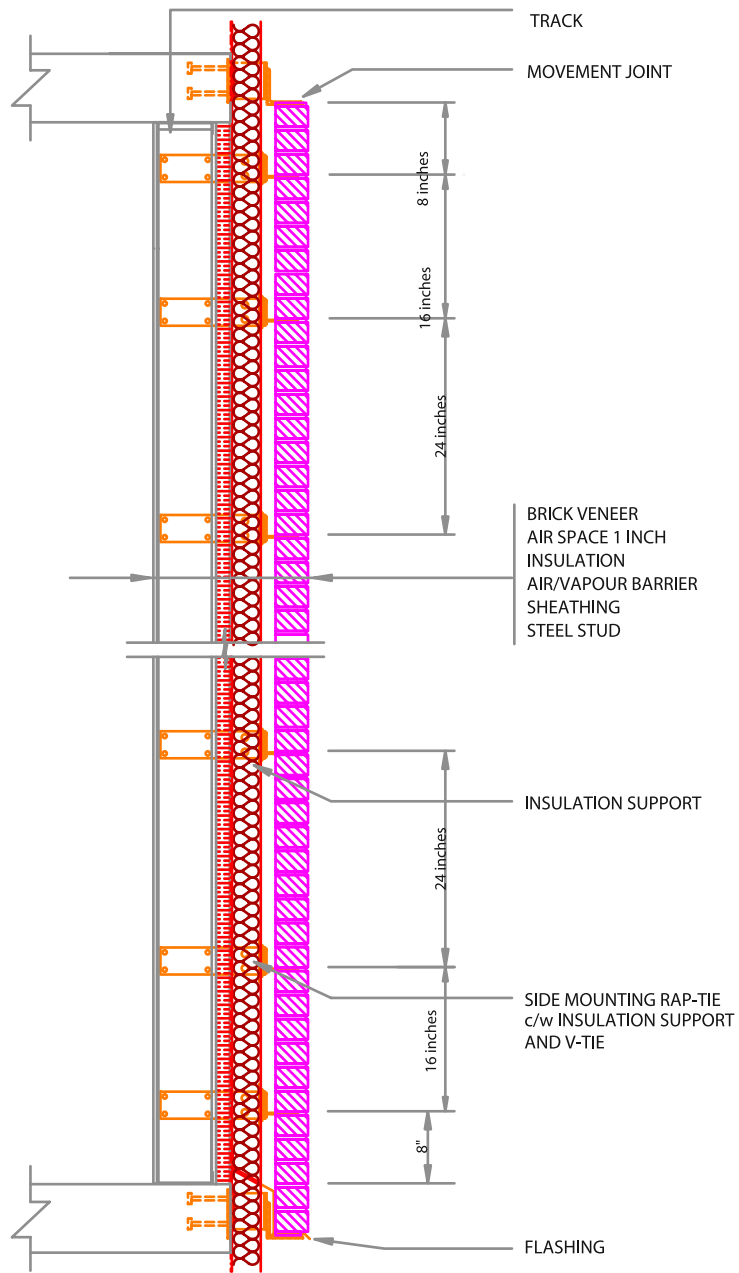 TRACK
MOVEMENT JOINT
8 inches
16 inches
24 inches
BRICK VENEER
AIR SPACE 1 INCH
INSULATION
AIR/VAPOUR BARRIER
SHEATHING
STEEL STUD
INSULATION SUPPORT
24 inches
SIDE MOUNTING RAP-TIE
c/w INSULATION SUPPORT
AND V-TIE
16 inches
8"
FLASHING